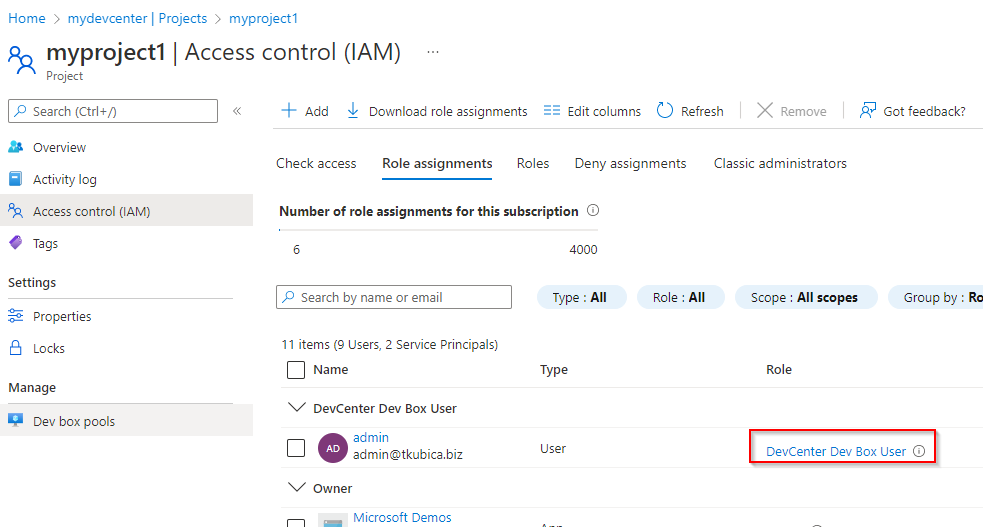 Home > mydevcenter | Projects > myproject1
myproject1 | Access control (IAM) ...
Project
Search (Ctrl+/) «
Overview
Activity log
Access control (IAM)
Tags
Settings
Properties
Locks
Manage
Dev box pools
Add Download role assignments Edit columns Refresh Remove Got feedback?
Check access Role assignments Roles Deny assignments Classic administrators
Number of role assignments for this subscription
6 4000
Search by name or email Type : All Role : All Scope : All scopes Group by : Ro
11 items (9 Users, 2 Service Principals)
Name Type Role
DevCenter Dev Box User
AD admin
admin@tkubica.biz User DevCenter Dev Box User
Owner
Microsoft Demos
App